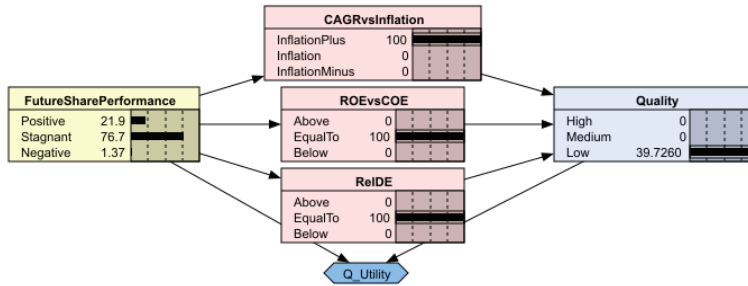 CAGRvsInflation
InflationPlus 100
Inflation 0
InflationMinus 0
FutureSharePerformance
Positive 21.9
Stagnant 76.7
Negative 1.37
ROEvsCOE
Above 0
EqualTo 100
Below 0
Quality
High 0
Medium 0
Low 39.7260
RelDE
Above 0
EqualTo 100
Below 0
Q_Utility